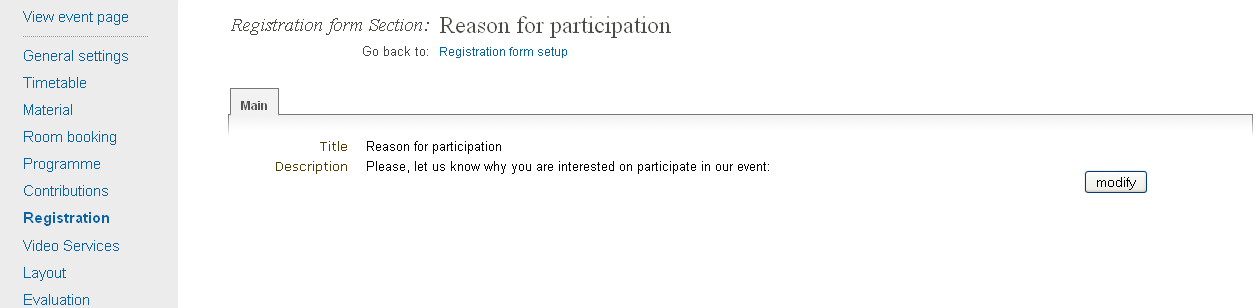 View event page
General settings
Timetable
Material
Room booking
Programme
Contributions
Registration
Video Services
Layout
Evaluation
Registration form Section: Reason for participation
Go back to: Registration form setup
Main
Title Reason for participation
Description Please, let us know why you are interested on participate in our event:
modify